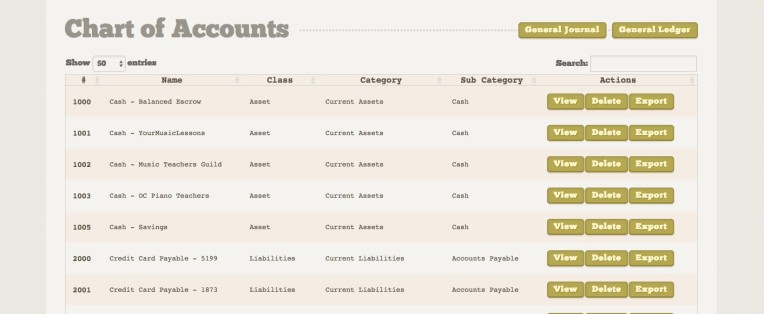 Chart of Accounts General Journal General Ledger
Show 50 entries Search:
# Name Class Category Sub Category Actions
1000 Cash - Balanced Escrow Asset Current Assets Cash View Delete Export
1001 Cash - YourMusicLessons Asset Current Assets Cash View Delete Export
1002 Cash - Music Teachers Guild Asset Current Assets Cash View Delete Export
1003 Cash - OC Piano Teachers Asset Current Assets Cash View Delete Export
1005 Cash - Savings Asset Current Assets Cash View Delete Export
2000 Credit Card Payable - 5199 Liabilities Current Liabilities Accounts Payable View Delete Export
2001 Credit Card Payable - 1873 Liabilities Current Liabilities Accounts Payable View Delete Export